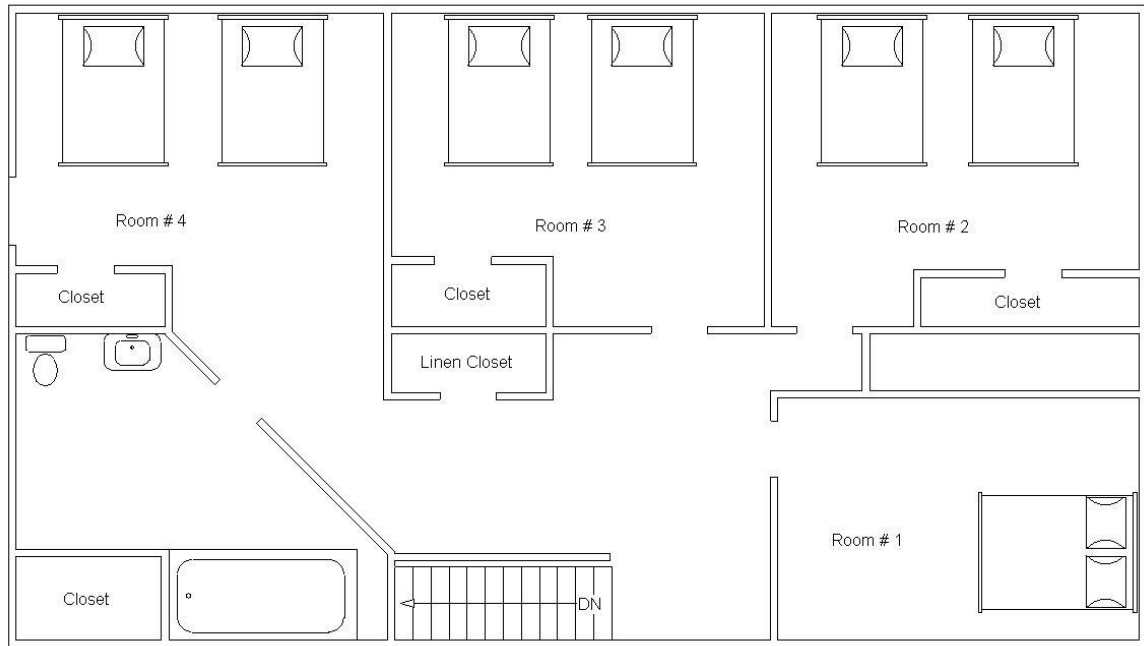 Room # 4
Room # 3
Room # 2
Closet
Closet
Closet
Linen Closet
Room # 1
Closet
DN